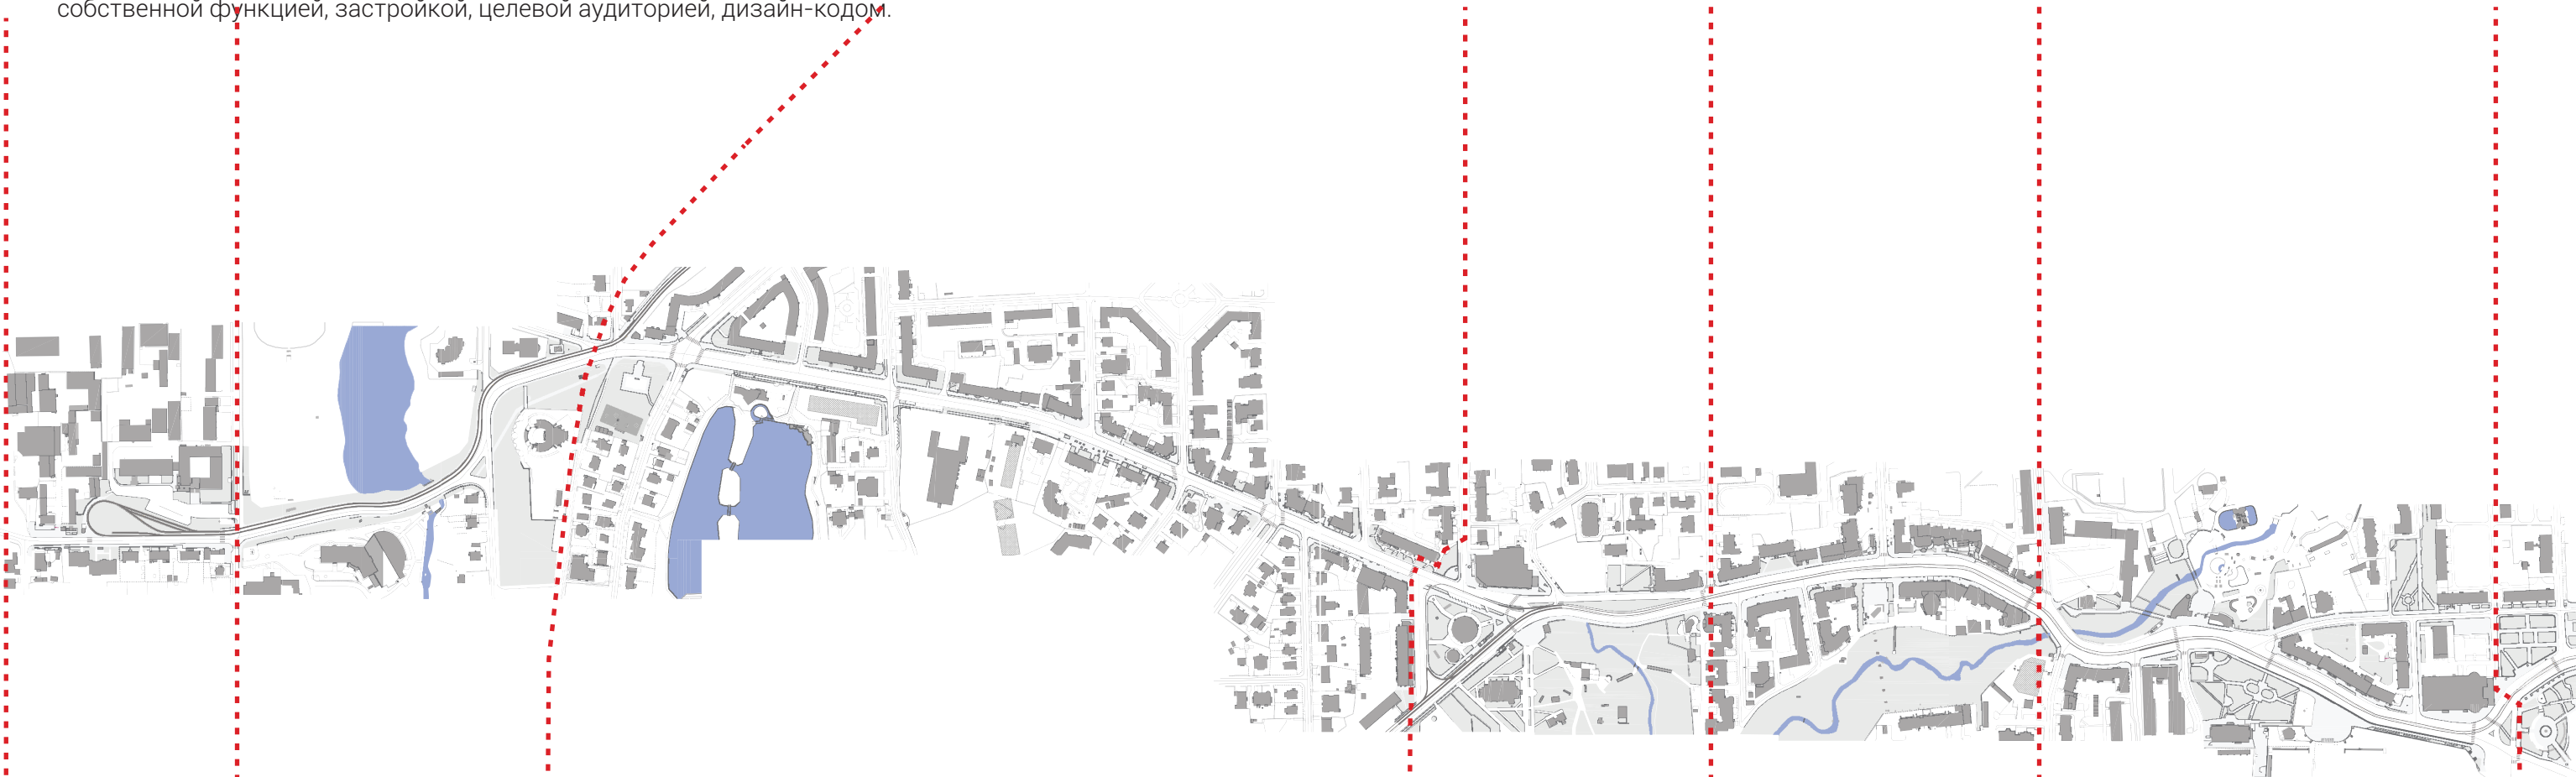 собственной функцией, застройкой, целевой аудиторией, дизайн-кодом.